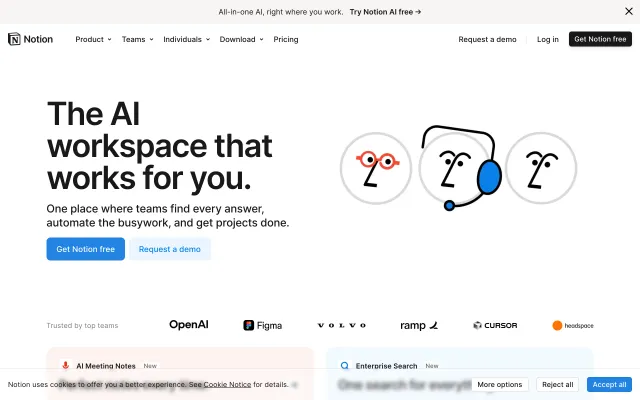 All-in-one AI, right where you work. Try Notion AI free →
Notion
Product Teams Individuals Download Pricing
Request a demo Log in Get Notion free
The AI
workspace that
works for you.
One place where teams find every answer,
automate the busywork, and get projects done.
Get Notion free Request a demo
Trusted by top teams
OpenAI Figma VOLVO ramp CURSOR headspace
AI Meeting Notes New
Enterprise Search New
One search for everything
Notion uses cookies to offer you a better experience. See Cookie Notice for details.
More options Reject all Accept all